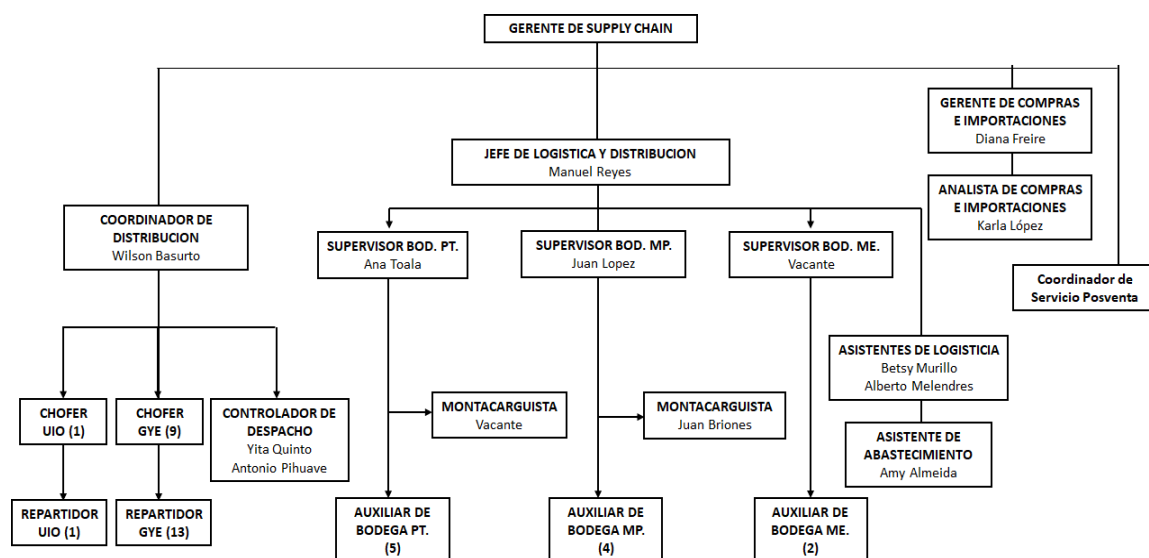 GERENTE DE SUPPLY CHAIN
GERENTE DE COMPRAS
E IMPORTACIONES
Diana Freire
JEFE DE LOGISTICA Y DISTRIBUCION
Manuel Reyes
ANALISTA DE COMPRAS
E IMPORTACIONES
Karla López
COORDINADOR DE
DISTRIBUCION
Wilson Basurto
SUPERVISOR BOD. PT.
Ana Toala
SUPERVISOR BOD. MP.
Juan Lopez
SUPERVISOR BOD. ME.
Vacante
Coordinador de
Servicio Posventa
ASISTENTES DE LOGISTICIA
Betsy Murillo
Alberto Melendres
CHOFER
UIO (1)
CHOFER
GYE (9)
CONTROLADOR DE
DESPACHO
Yita Quinto
Antonio Pihuave
MONTACARGUISTA
Vacante
MONTACARGUISTA
Juan Briones
ASISTENTE DE
ABASTECIMIENTO
Amy Almeida
REPARTIDOR
UIO (1)
REPARTIDOR
GYE (13)
AUXILIAR DE
BODEGA PT.
(5)
AUXILIAR DE
BODEGA MP.
(4)
AUXILIAR DE
BODEGA ME.
(2)